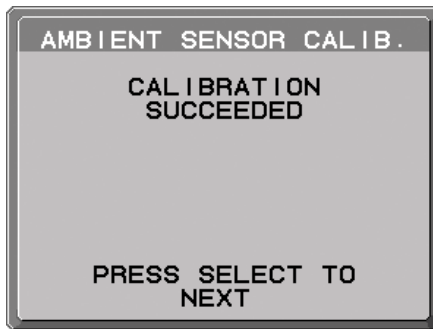 AMBIENT SENSOR CALIB.
CALIBRATION
SUCCEEDED
PRESS SELECT TO
NEXT